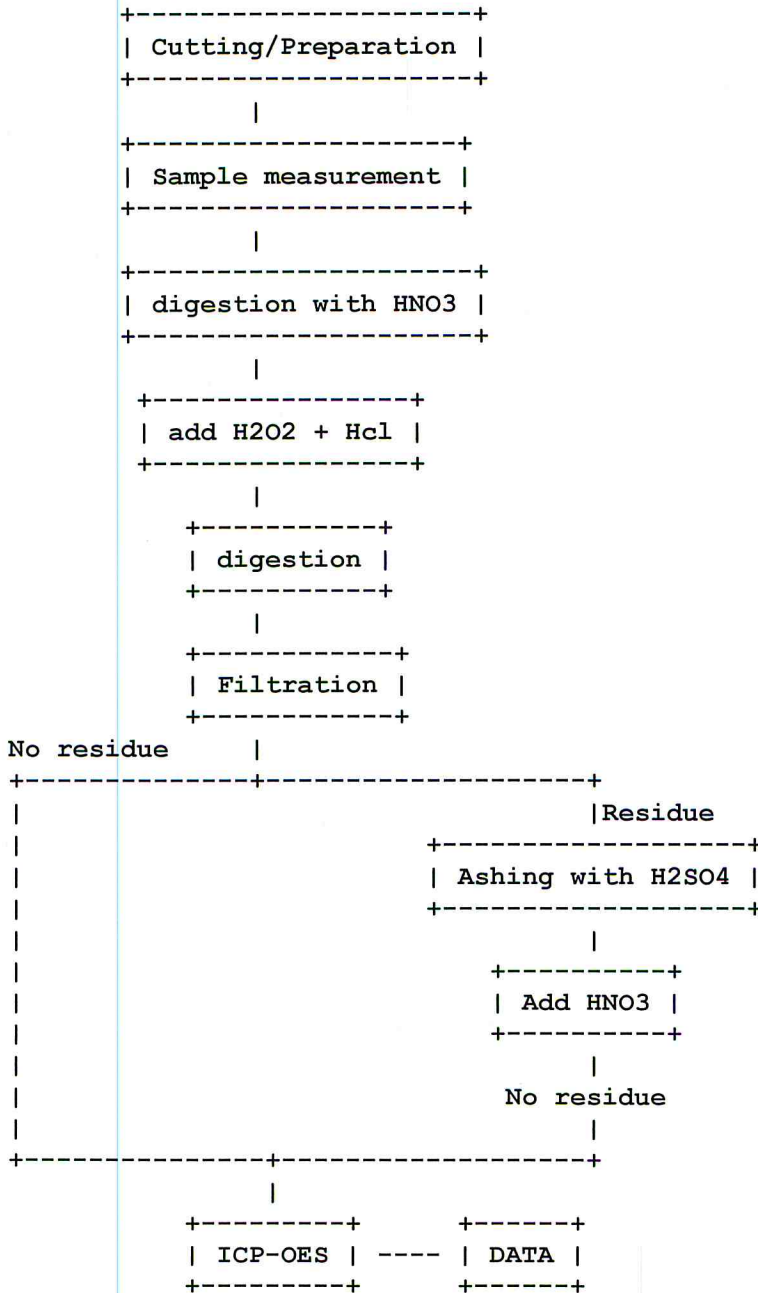 Cutting/Preparation
Sample measurement
digestion with HNO3
add H2O2 + Hcl
digestion
Filtration
No residue
Residue
Ashing with H2SO4
Add HNO3
No residue
ICP-OES ---- DATA